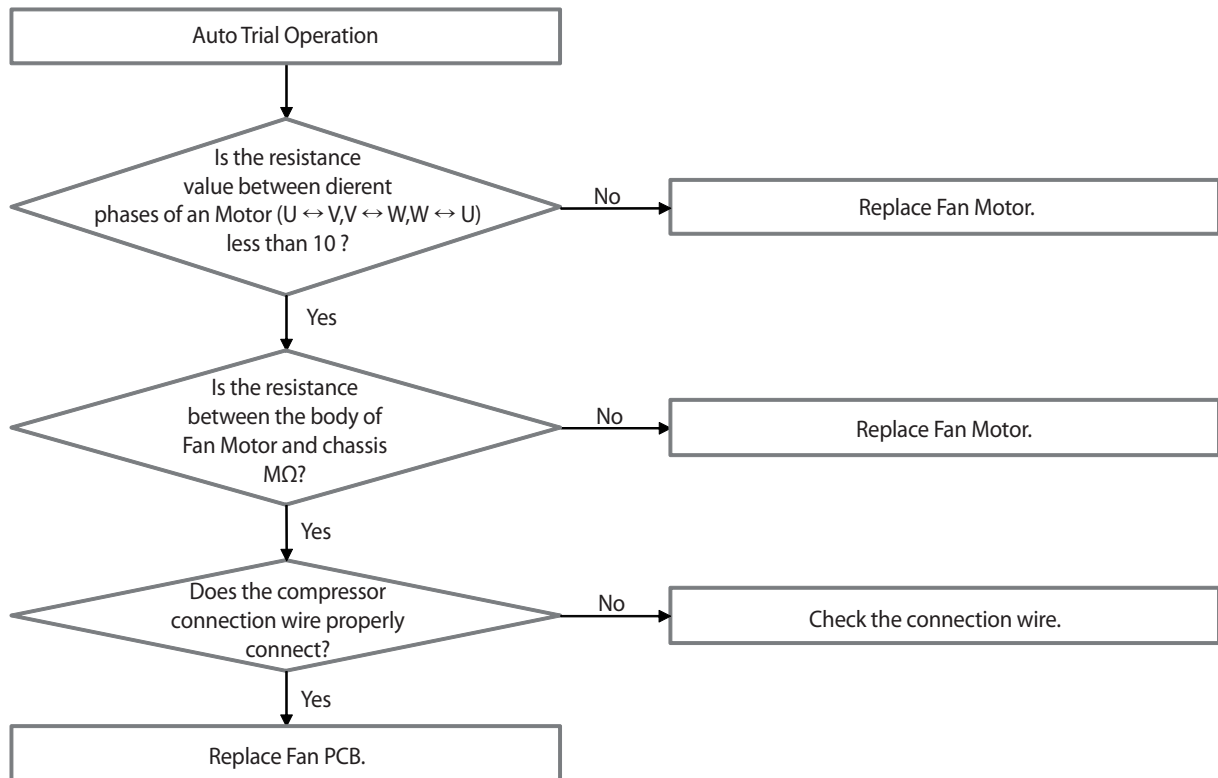 Auto Trial Operation
Is the resistance
value between dierent
phases of an Motor (U ↔ V,V ↔ W,W ↔ U)
less than 10 ?
No
Replace Fan Motor.
Yes
Is the resistance
between the body of
Fan Motor and chassis
MΩ?
No
Replace Fan Motor.
Yes
Does the compressor
connection wire properly
connect?
No
Check the connection wire.
Yes
Replace Fan PCB.